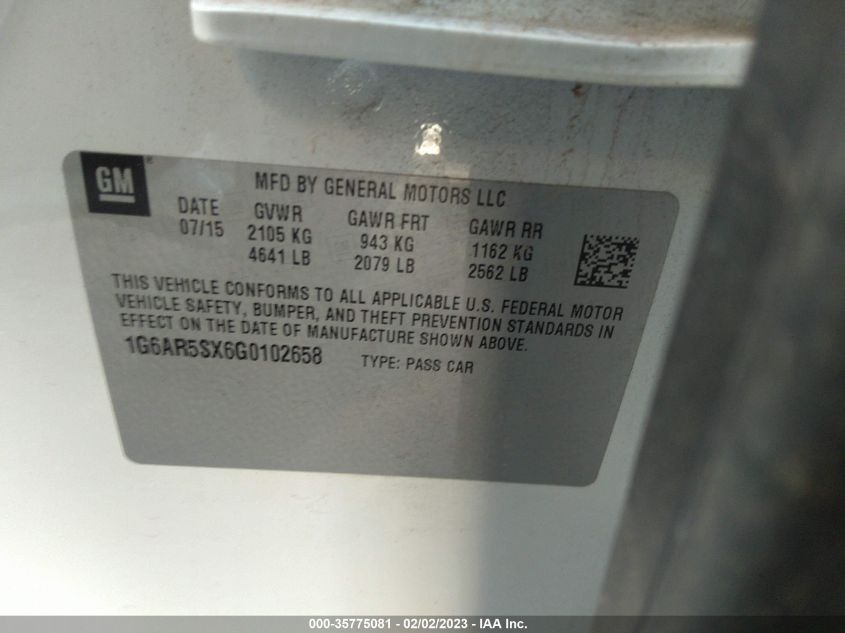 GM ®
MFD BY GENERAL MOTORS LLC
DATE GVWR GAWR FRT GAWR RR
07/15 2105 KG 943 KG 1162 KG
4641 LB 2079 LB 2562 LB
THIS VEHICLE CONFORMS TO ALL APPLICABLE U.S. FEDERAL MOTOR
VEHICLE SAFETY, BUMPER, AND THEFT PREVENTION STANDARDS IN
EFFECT ON THE DATE OF MANUFACTURE SHOWN ABOVE.
1G6AR5SX6G0102658 TYPE: PASS CAR
000-35775081 - 02/02/2023 - IAA Inc.